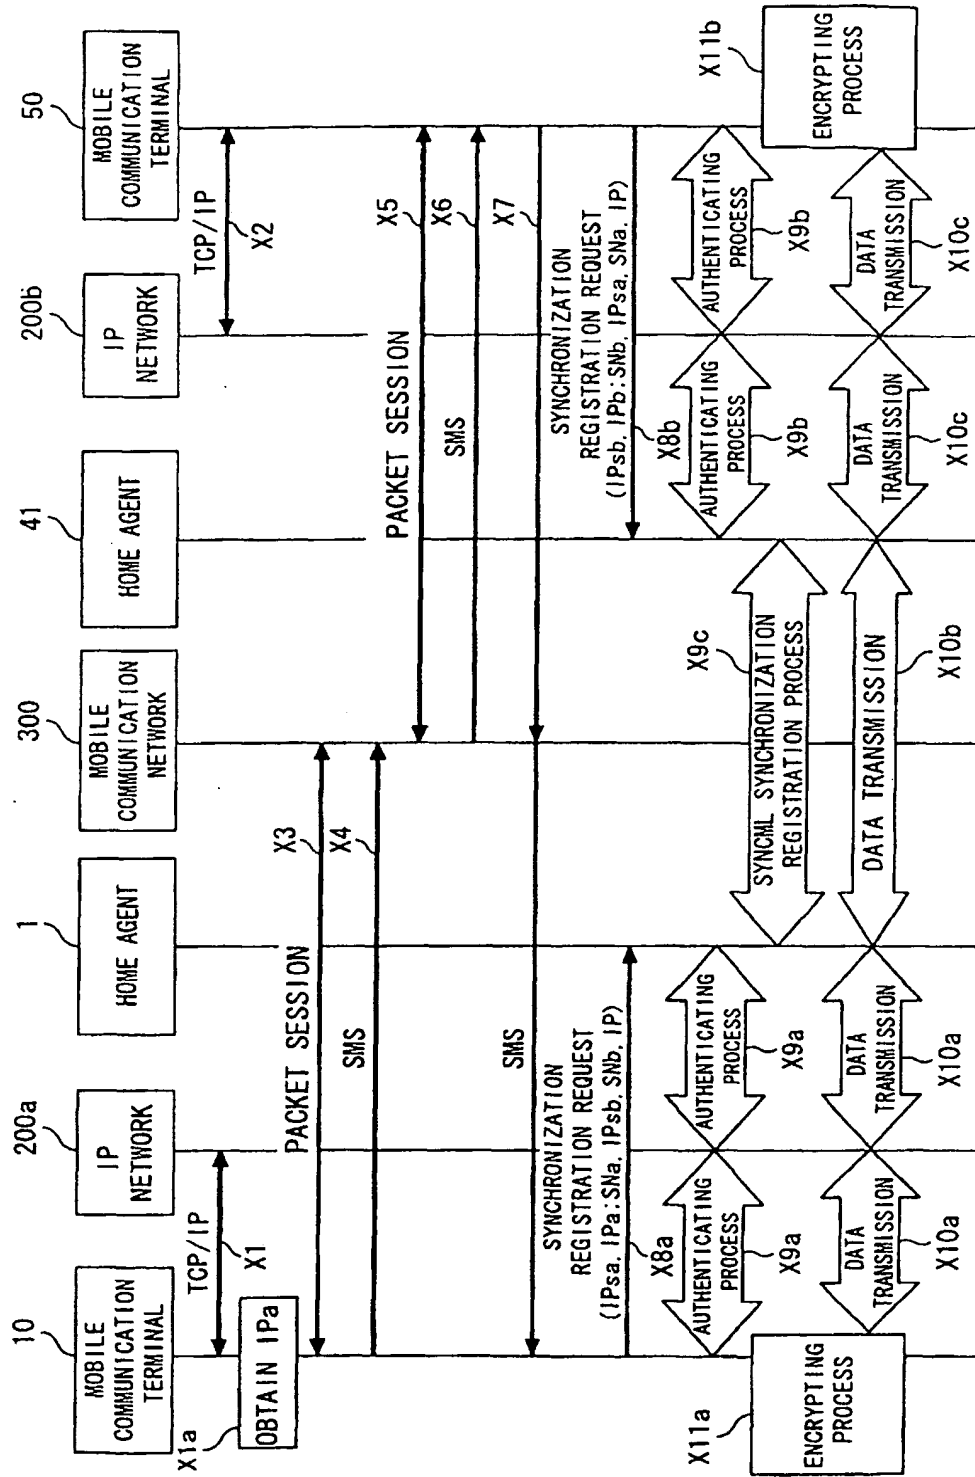 10
MOBILE
COMMUNICATION
TERMINAL
200a
IP
NETWORK
1
HOME AGENT
300
MOBILE
COMMUNICATION
NETWORK
41
HOME AGENT
200b
IP
NETWORK
50
MOBILE
COMMUNICATION
TERMINAL
TCP/IP
X1
TCP/IP
X2
X1a
OBTAIN IPa
PACKET SESSION
X3
SMS
X4
PACKET SESSION
X5
SMS
X6
SMS
X7
SYNCHRONIZATION
REGISTRATION REQUEST
(IPsa, IPa:SNa, IPsb, SNb, IP)
X8a
SYNCHRONIZATION
REGISTRATION REQUEST
(IPsb, IPb:SNb, IPsa, SNa, IP)
X8b
AUTHENTICATING
PROCESS
X9a
AUTHENTICATING
PROCESS
X9a
SYNCML SYNCHRONIZATION
REGISTRATION PROCESS
X9c
AUTHENTICATING
PROCESS
X9b
AUTHENTICATING
PROCESS
X9b
X11a
ENCRYPTING
PROCESS
DATA
TRANSMISSION
X10a
DATA
TRANSMISSION
X10a
DATA TRANSMISSION
X10b
DATA
TRANSMISSION
X10c
DATA
TRANSMISSION
X10c
X11b
ENCRYPTING
PROCESS